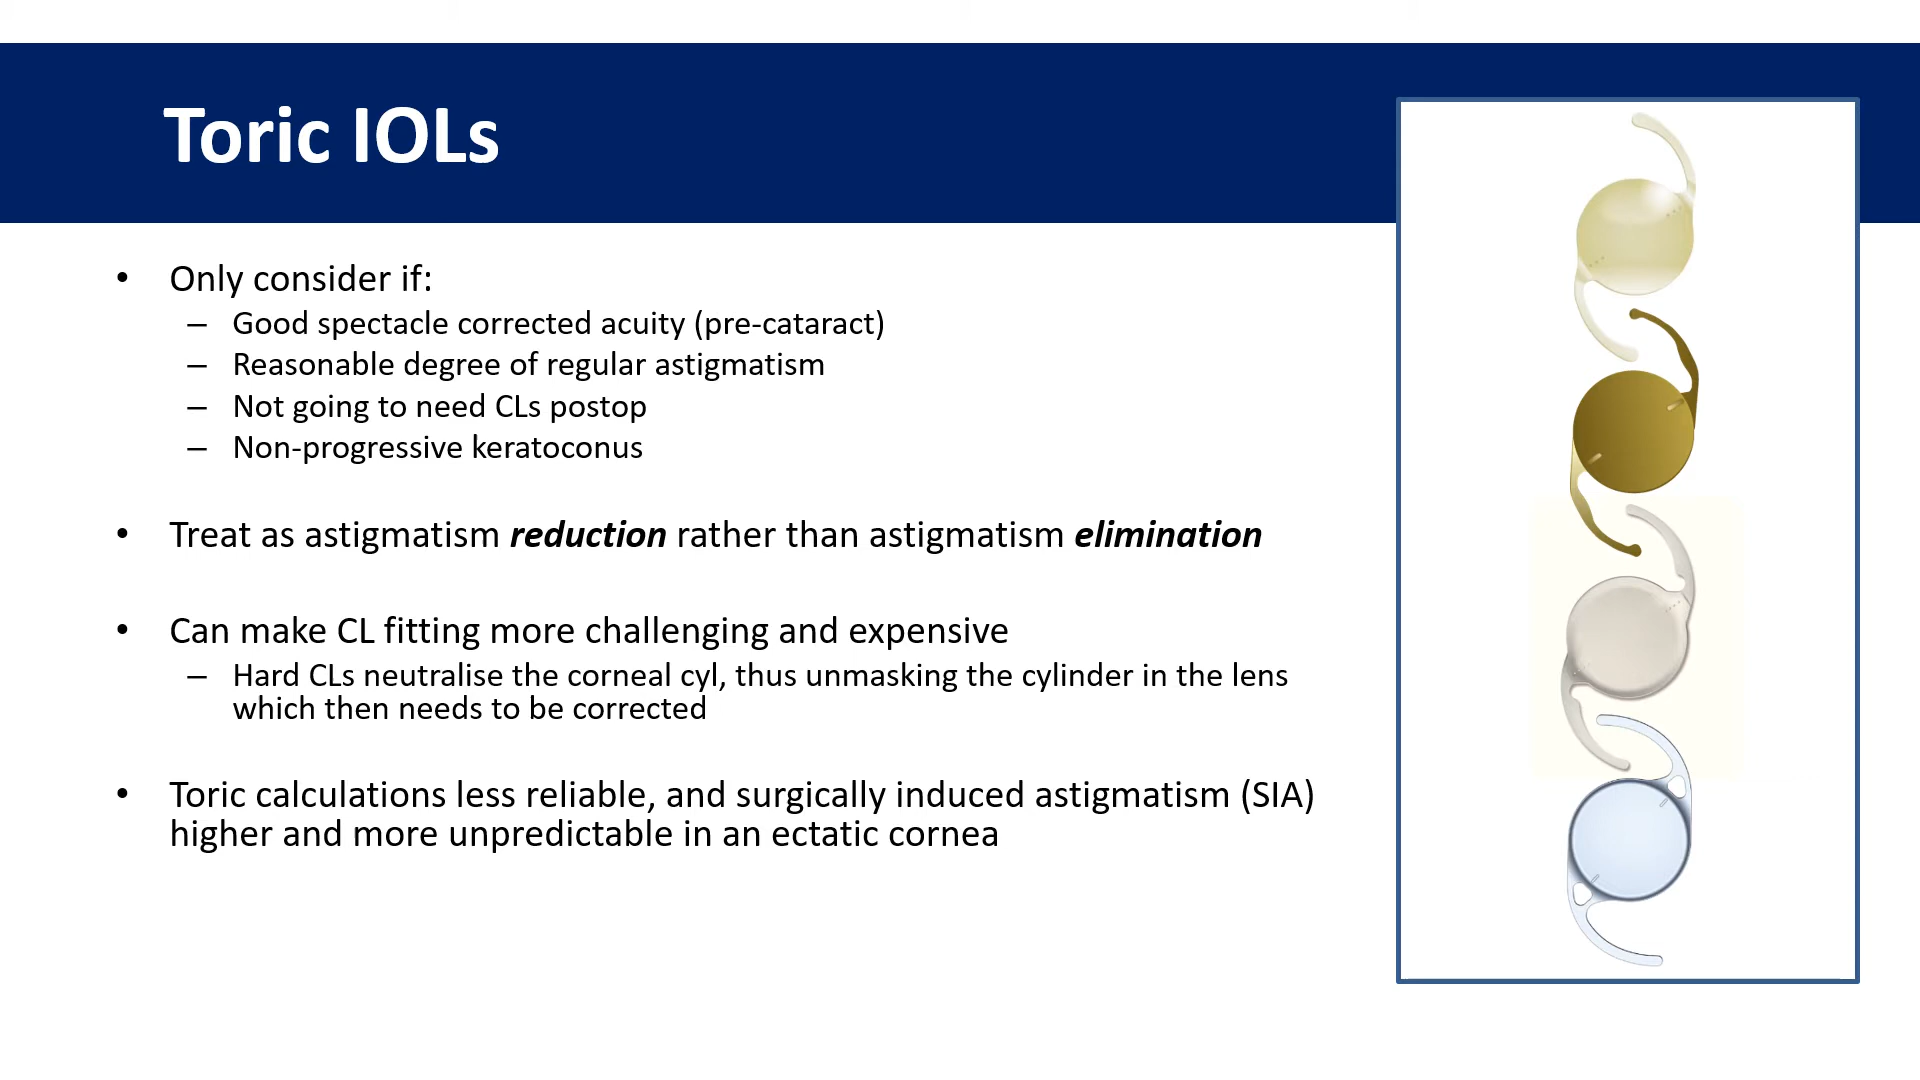 Toric IOLs
• Only consider if:
– Good spectacle corrected acuity (pre-cataract)
– Reasonable degree of regular astigmatism
– Not going to need CLs postop
– Non-progressive keratoconus
• Treat as astigmatism reduction rather than astigmatism elimination
• Can make CL fitting more challenging and expensive
– Hard CLs neutralise the corneal cyl, thus unmasking the cylinder in the lens
which then needs to be corrected
• Toric calculations less reliable, and surgically induced astigmatism (SIA)
higher and more unpredictable in an ectatic cornea